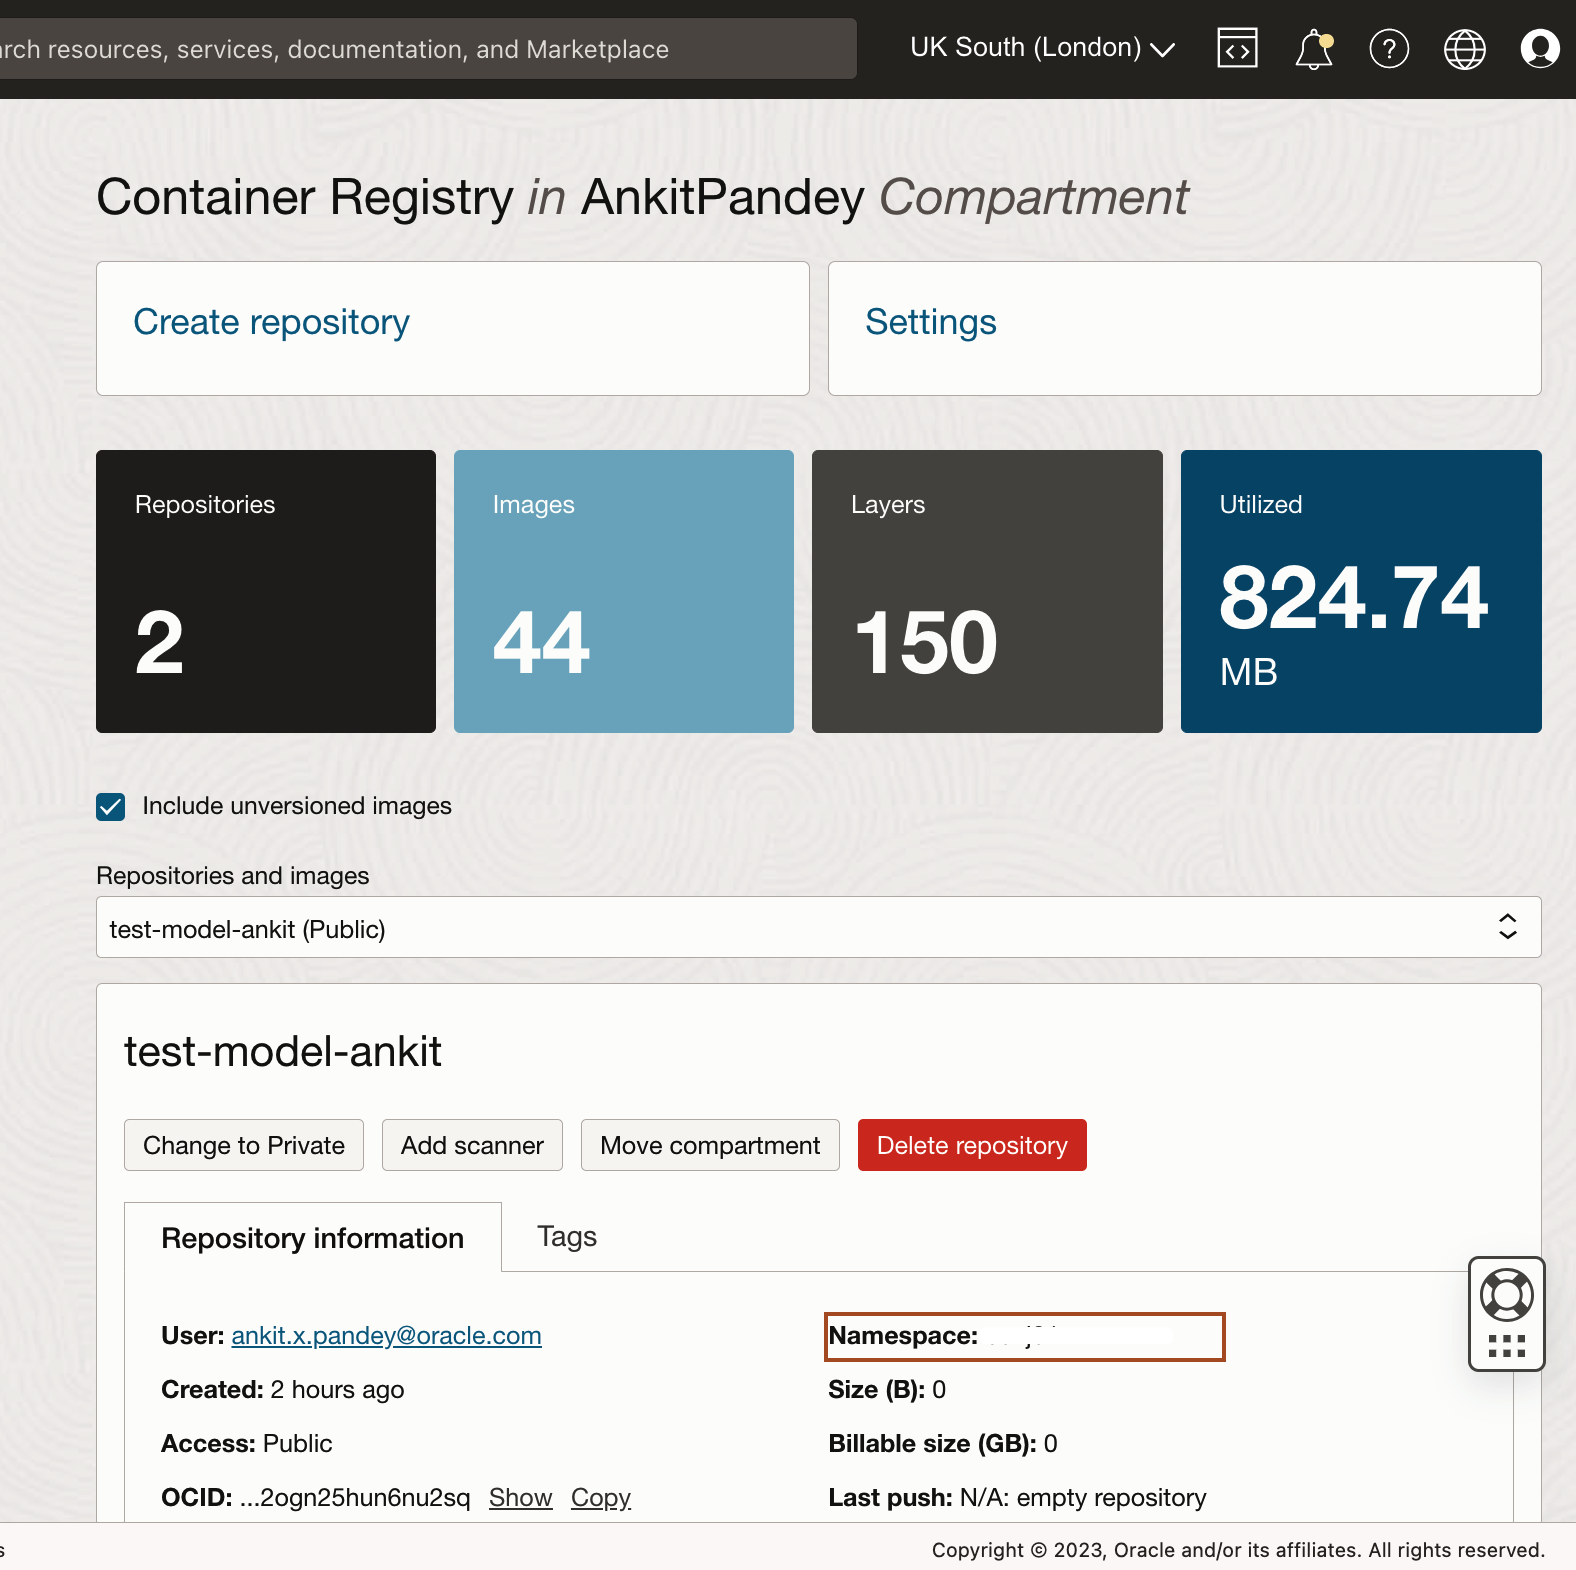 resources, services, documentation, and Marketplace
UK South (London)
Container Registry in AnkitPandey Compartment
Create repository
Settings
Repositories
2
Images
44
Layers
150
Utilized
824.74
MB
Include unversioned images
Repositories and images
test-model-ankit (Public)
test-model-ankit
Change to Private
Add scanner
Move compartment
Delete repository
Repository information
Tags
User: ankit.x.pandey@oracle.com
Namespace:
Created: 2 hours ago
Size (B): 0
Access: Public
Billable size (GB): 0
OCID: ...2ogn25hun6nu2sq Show Copy
Last push: N/A: empty repository
Copyright © 2023, Oracle and/or its affiliates. All rights reserved.